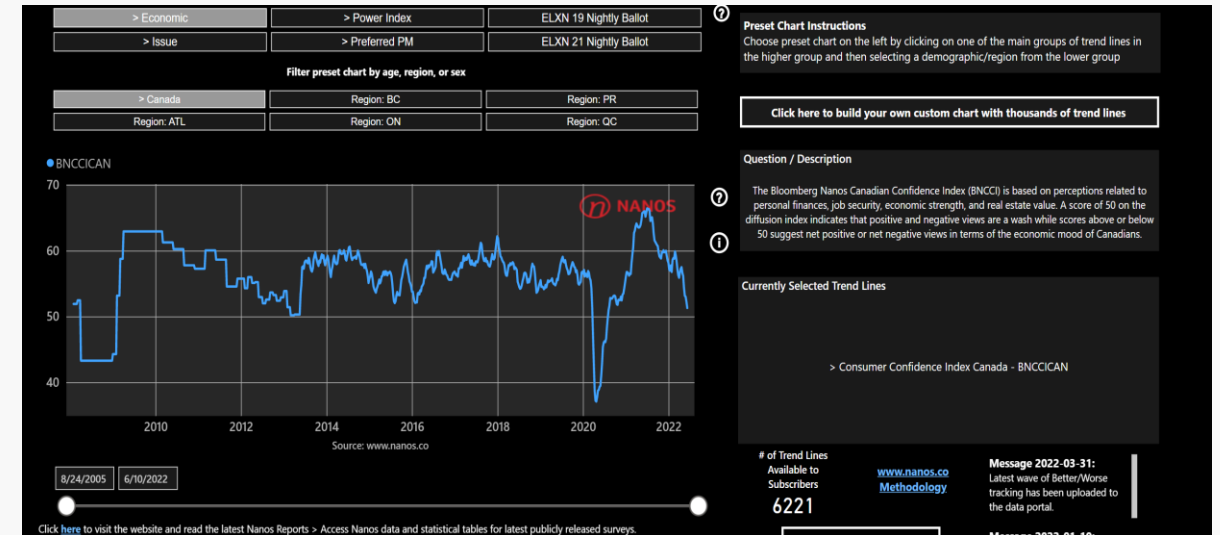 > Economic
> Power Index
ELXN 19 Nightly Ballot
> Issue
> Preferred PM
ELXN 21 Nightly Ballot
Filter preset chart by age, region, or sex
> Canada
Region: BC
Region: PR
Region: ATL
Region: ON
Region: QC
BNCCICAN
70
60
50
40
2010
2012
2014
2016
2018
2020
2022
NANOS
Source: www.nanos.co
8/24/2005
6/10/2022
Click here to visit the website and read the latest Nanos Reports > Access Nanos data and statistical tables for latest publicly released surveys.
Preset Chart Instructions
Choose preset chart on the left by clicking on one of the main groups of trend lines in
the higher group and then selecting a demographic/region from the lower group
Click here to build your own custom chart with thousands of trend lines
Question / Description
The Bloomberg Nanos Canadian Confidence Index (BNCCI) is based on perceptions related to
personal finances, job security, economic strength, and real estate value. A score of 50 on the
diffusion index indicates that positive and negative views are a wash while scores above or below
50 suggest net positive or net negative views in terms of the economic mood of Canadians.
Currently Selected Trend Lines
> Consumer Confidence Index Canada - BNCCICAN
# of Trend Lines
Available to
Subscribers
6221
www.nanos.co
Methodology
Message 2022-03-31:
Latest wave of Better/Worse
tracking has been uploaded to
the data portal.